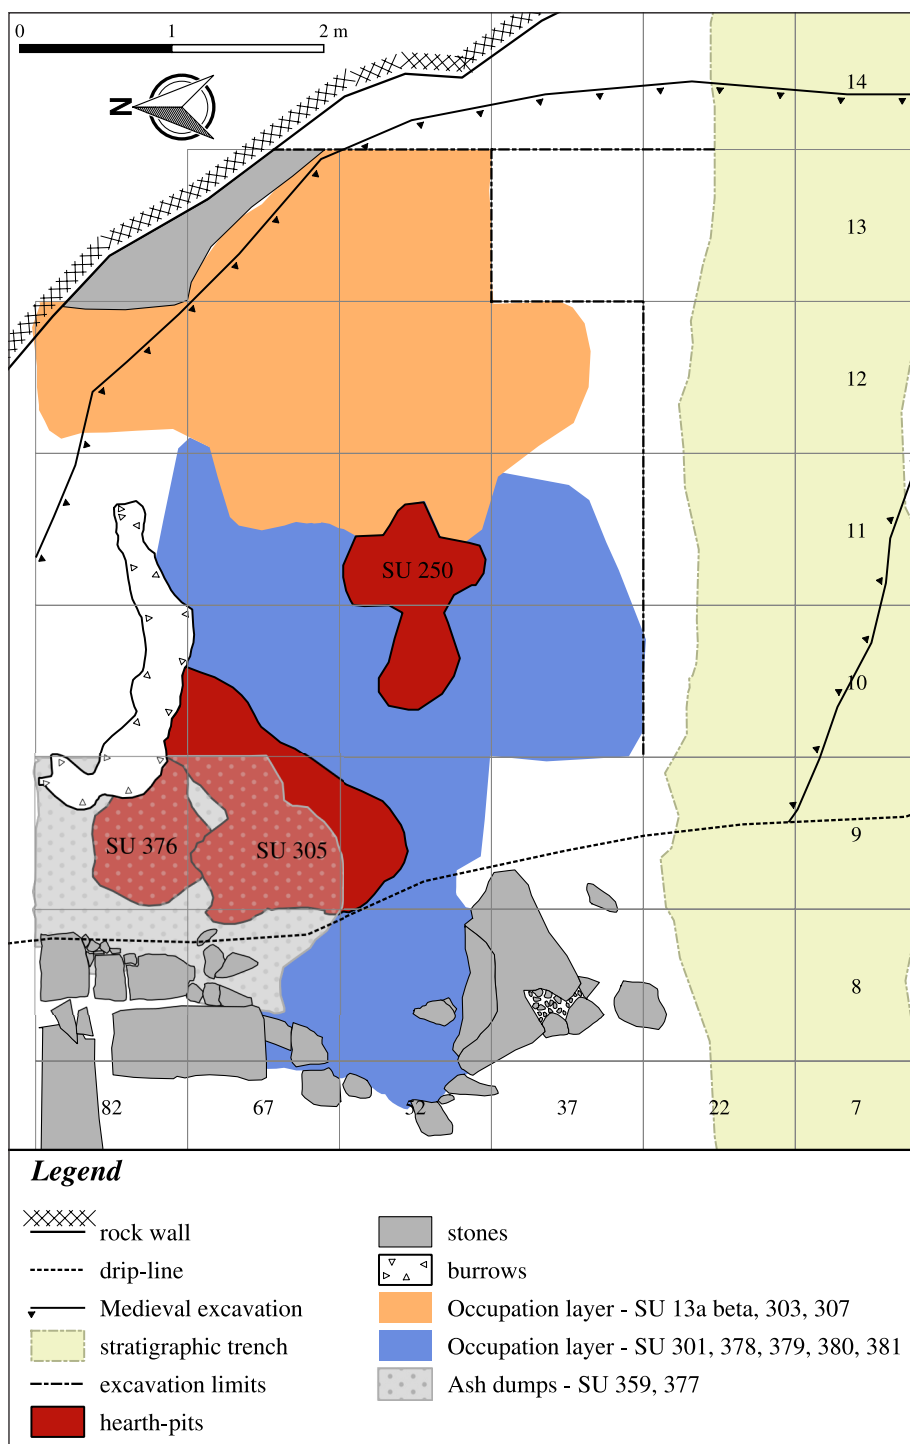 0 1 2 m
N
14
13
12
11
SU 250
10
9
SU 376 SU 305
8
82 67 52 37 22 7
Legend
rock wall
drip-line
Medieval excavation
stratigraphic trench
excavation limits
hearth-pits
stones
burrows
Occupation layer - SU 13a beta, 303, 307
Occupation layer - SU 301, 378, 379, 380, 381
Ash dumps - SU 359, 377